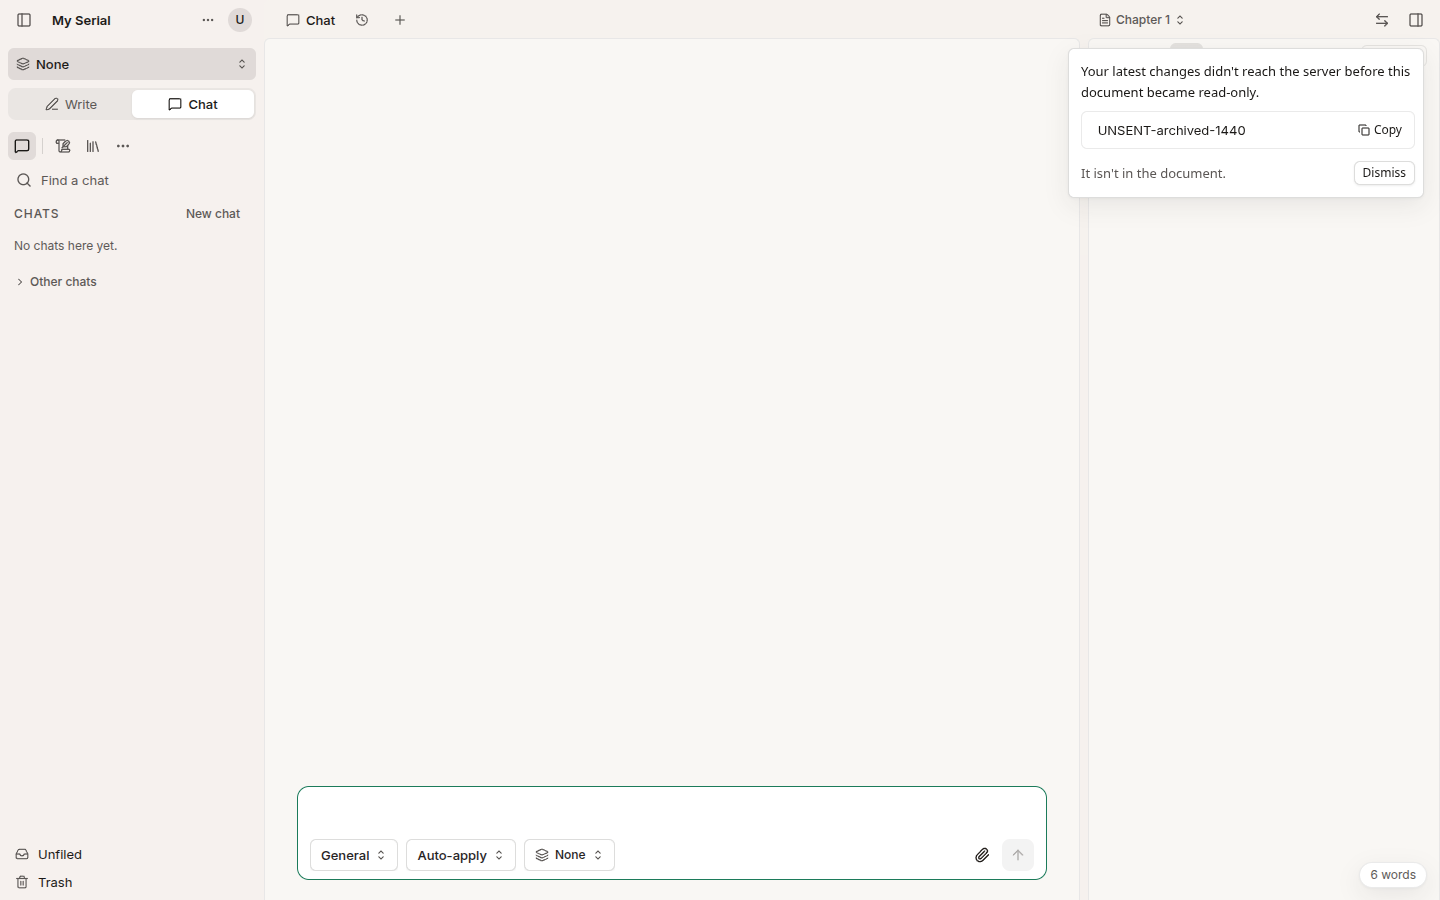 My Serial
U
None
Write
Chat
Find a chat
CHATS
New chat
No chats here yet.
Other chats
Unfiled
Trash
Chat
General
Auto-apply
None
Chapter 1
Your latest changes didn't reach the server before this
document became read-only.
UNSENT-archived-1440
Copy
It isn't in the document.
Dismiss
6 words